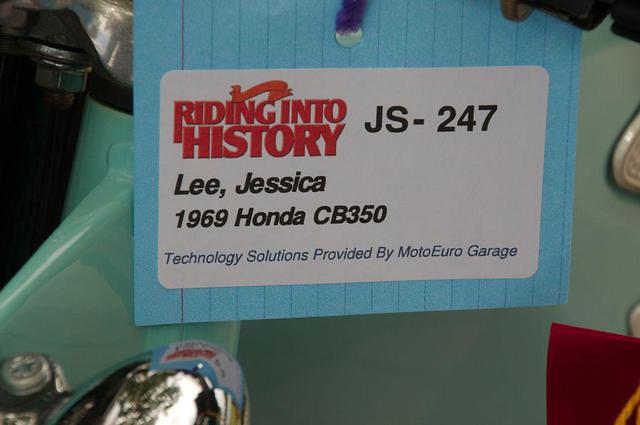 RIDING INTO
HISTORY
JS- 247
Lee, Jessica
1969 Honda CB350
Technology Solutions Provided By MotoEuro Garage